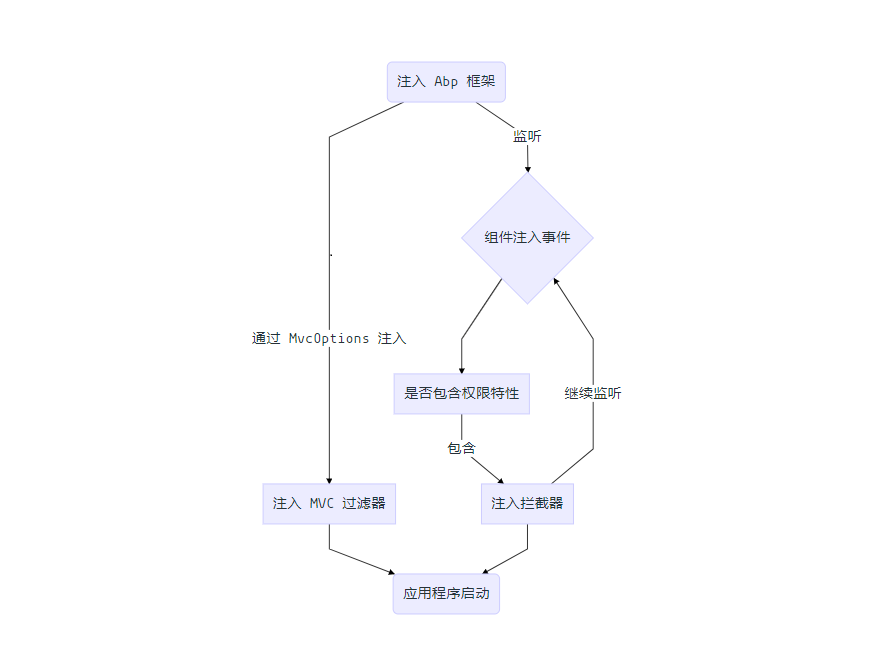 注入 Abp 框架
监听
组件注入事件
通过 MvcOptions 注入
是否包含权限特性
继续监听
包含
注入 MVC 过滤器
注入拦截器
应用程序启动